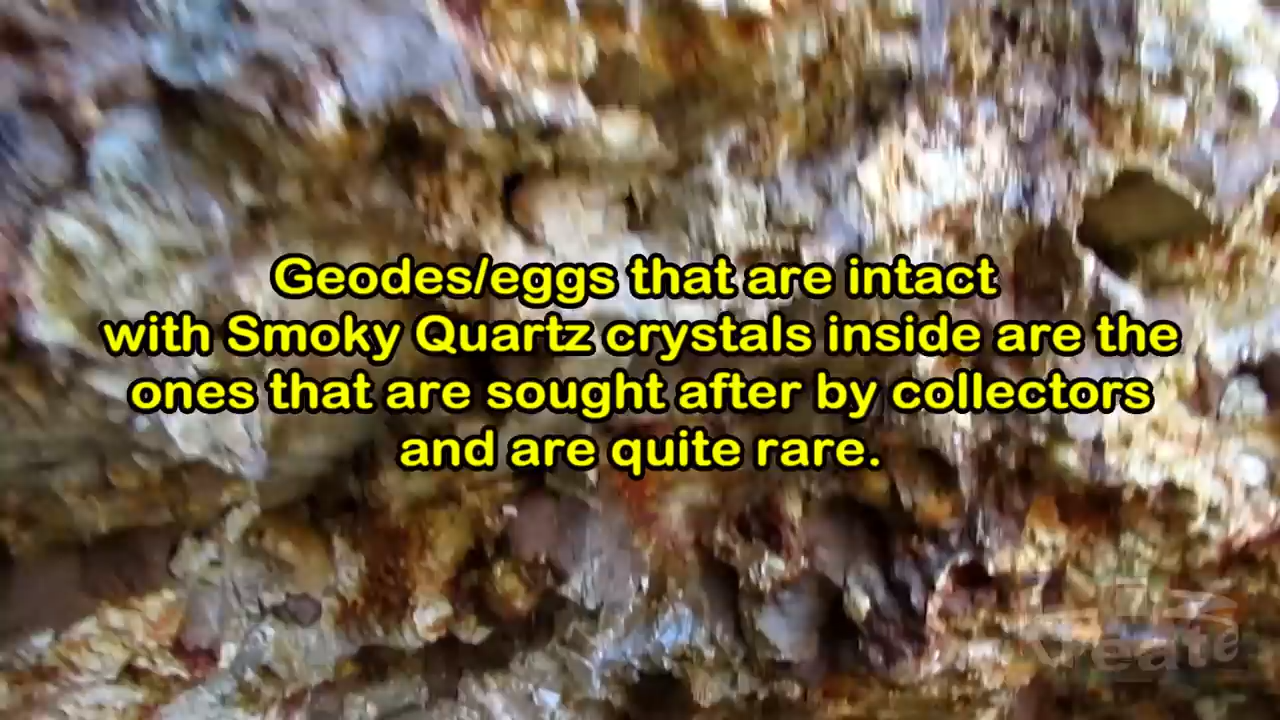 Geodes/eggs that are intact
with Smoky Quartz crystals inside are the
ones that are sought after by collectors
and are quite rare.